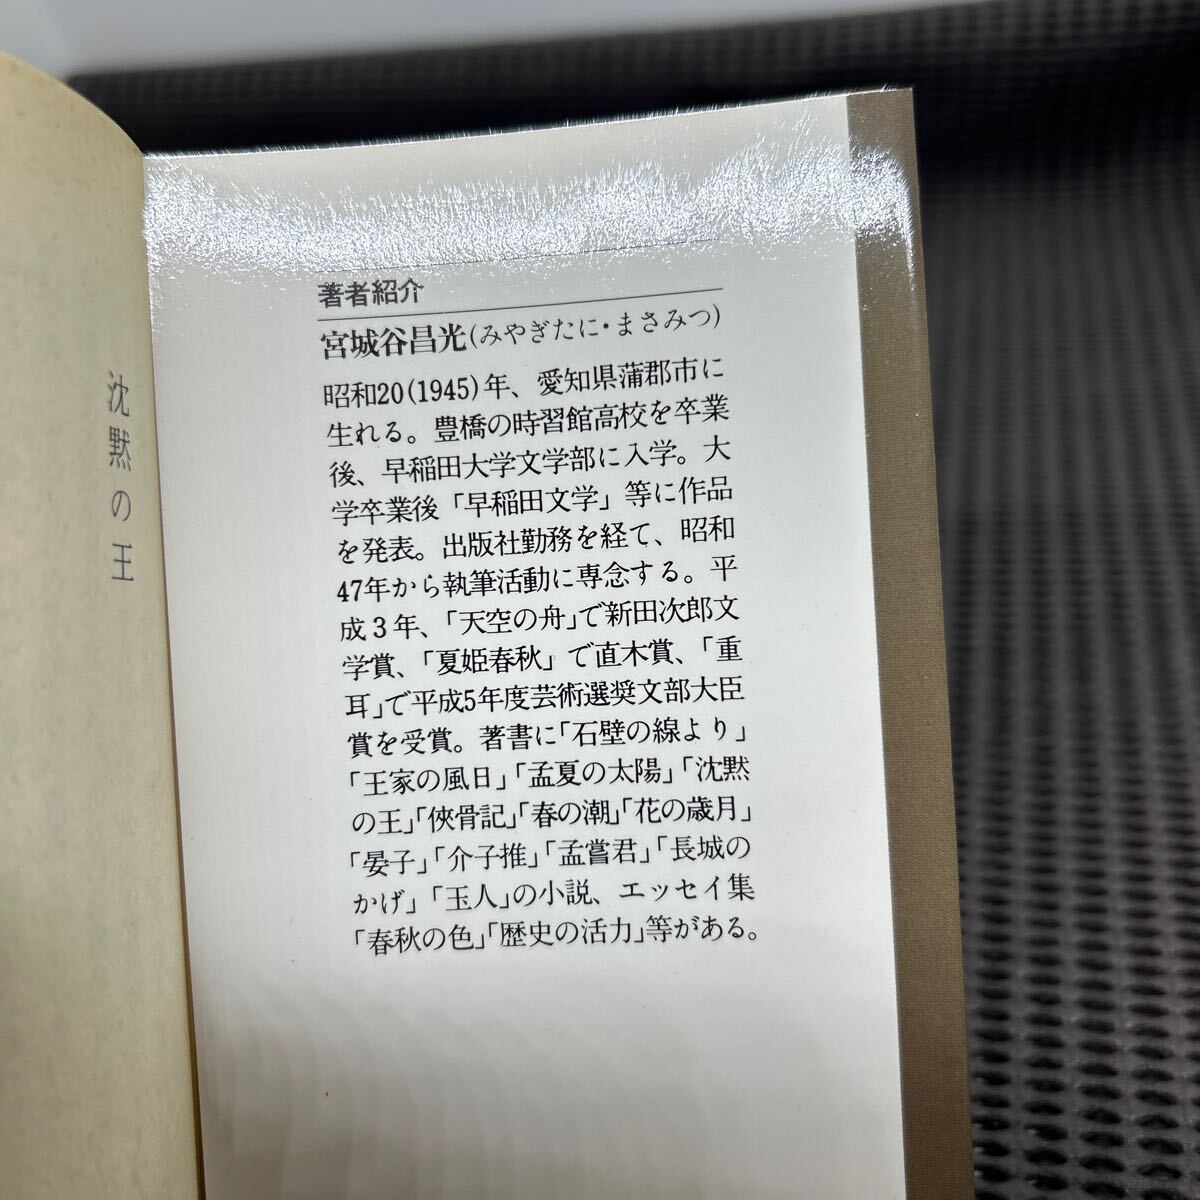 沈黙の王
著者紹介
宮城谷昌光(みやぎたに・まさみつ)
昭和20(1945)年、愛知県蒲郡市に
生れる。豊橋の時習館高校を卒業
後、早稲田大学文学部に入学。大
学卒業後「早稲田文学」等に作品
を発表。出版社勤務を経て、昭和
47年から執筆活動に専念する。平
成3年、「天空の舟」で新田次郎文
学賞、「夏姫春秋」で直木賞、「重
耳」で平成5年度芸術選奨文部大臣
賞を受賞。著書に「石壁の線より」
「王家の風日」「孟夏の太陽」「沈黙
の王」「俠骨記」「春の潮」「花の歳月」
「晏子」「介子推」「孟嘗君」「長城の
かげ」「玉人」の小説、エッセイ集
「春秋の色」「歴史の活力」等がある。